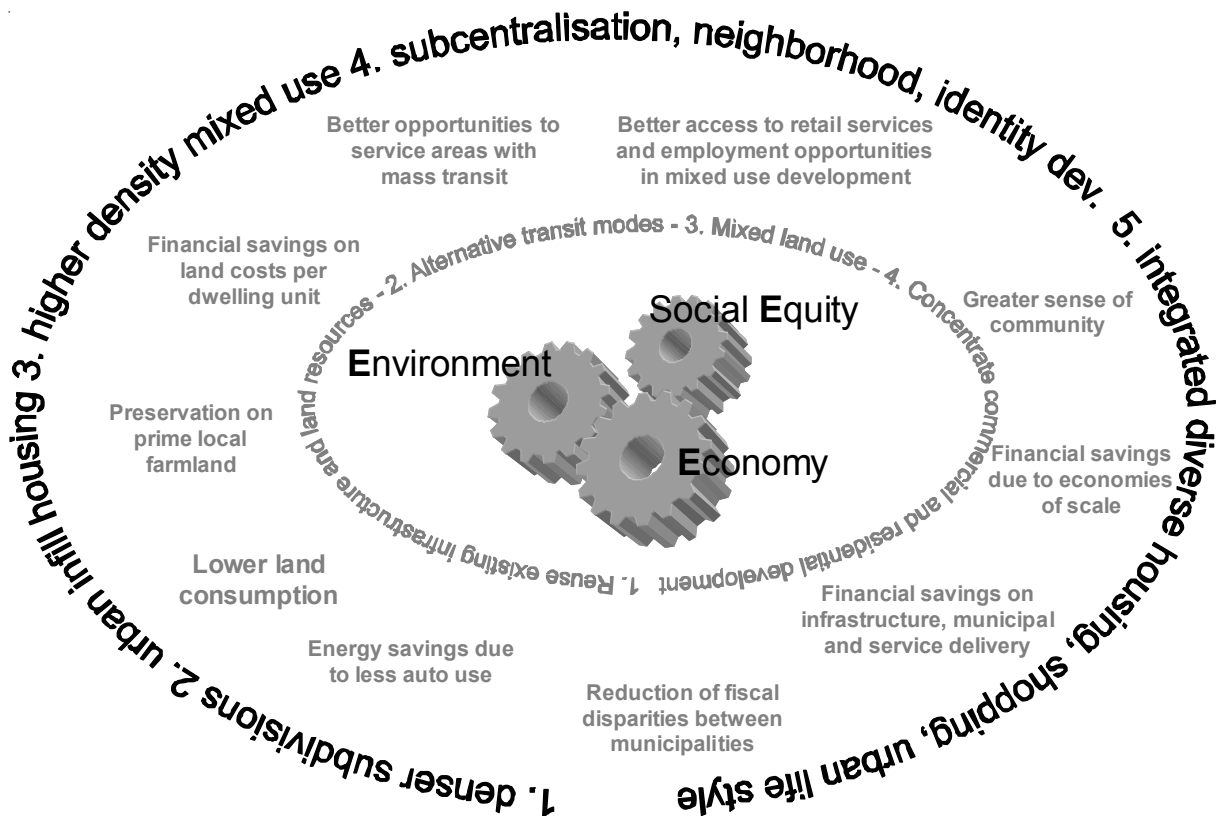 1. denser subdivisions 2. urban infill housing 3. higher density mixed use 4. subcentralisation, neighborhood, identity dev. 5. integrated diverse housing, shopping, urban life style
Better opportunities to
service areas with
mass transit
Better access to retail services
and employment opportunities
in mixed use development
Financial savings on
land costs per
dwelling unit
Greater sense of
community
Preservation on
prime local
farmland
Financial savings
due to economies
of scale
Lower land
consumption
Financial savings on
infrastructure, municipal
and service delivery
Energy savings due
to less auto use
Reduction of fiscal
disparities between
municipalities
1. Reuse existing infrastructure and land resources - 2. Alternative transit modes - 3. Mixed land use - 4. Concentrate commercial and residential development
Social Equity
Environment
Economy